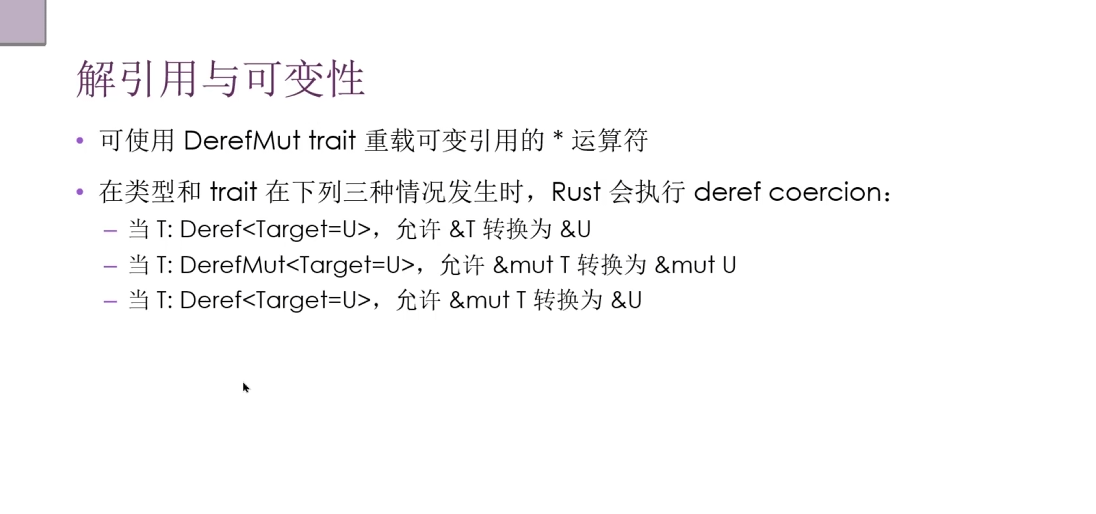 解引用与可变性
• 可使用 DerefMut trait 重载可变引用的 * 运算符
• 在类型和 trait 在下列三种情况发生时，Rust 会执行 deref coercion：
– 当 T: Deref<Target=U>，允许 &T 转换为 &U
– 当 T: DerefMut<Target=U>，允许 &mut T 转换为 &mut U
– 当 T: Deref<Target=U>，允许 &mut T 转换为 &U